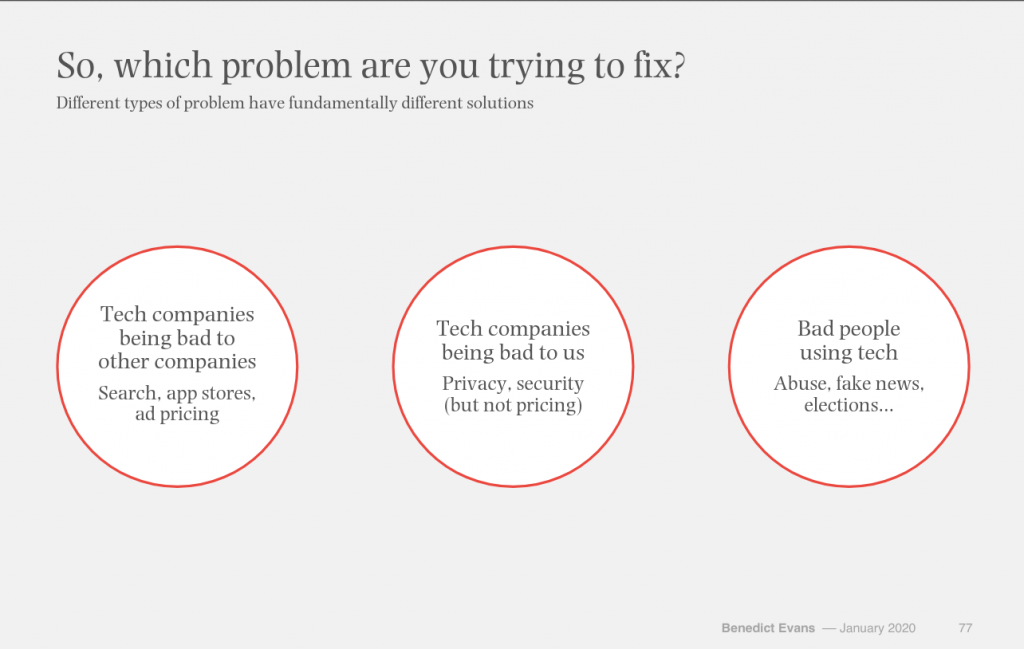 So, which problem are you trying to fix?
Different types of problem have fundamentally different solutions
Tech companies
being bad to
other companies
Search, app stores,
ad pricing
Tech companies
being bad to us
Privacy, security
(but not pricing)
Bad people
using tech
Abuse, fake news,
elections...
Benedict Evans — January 2020 77